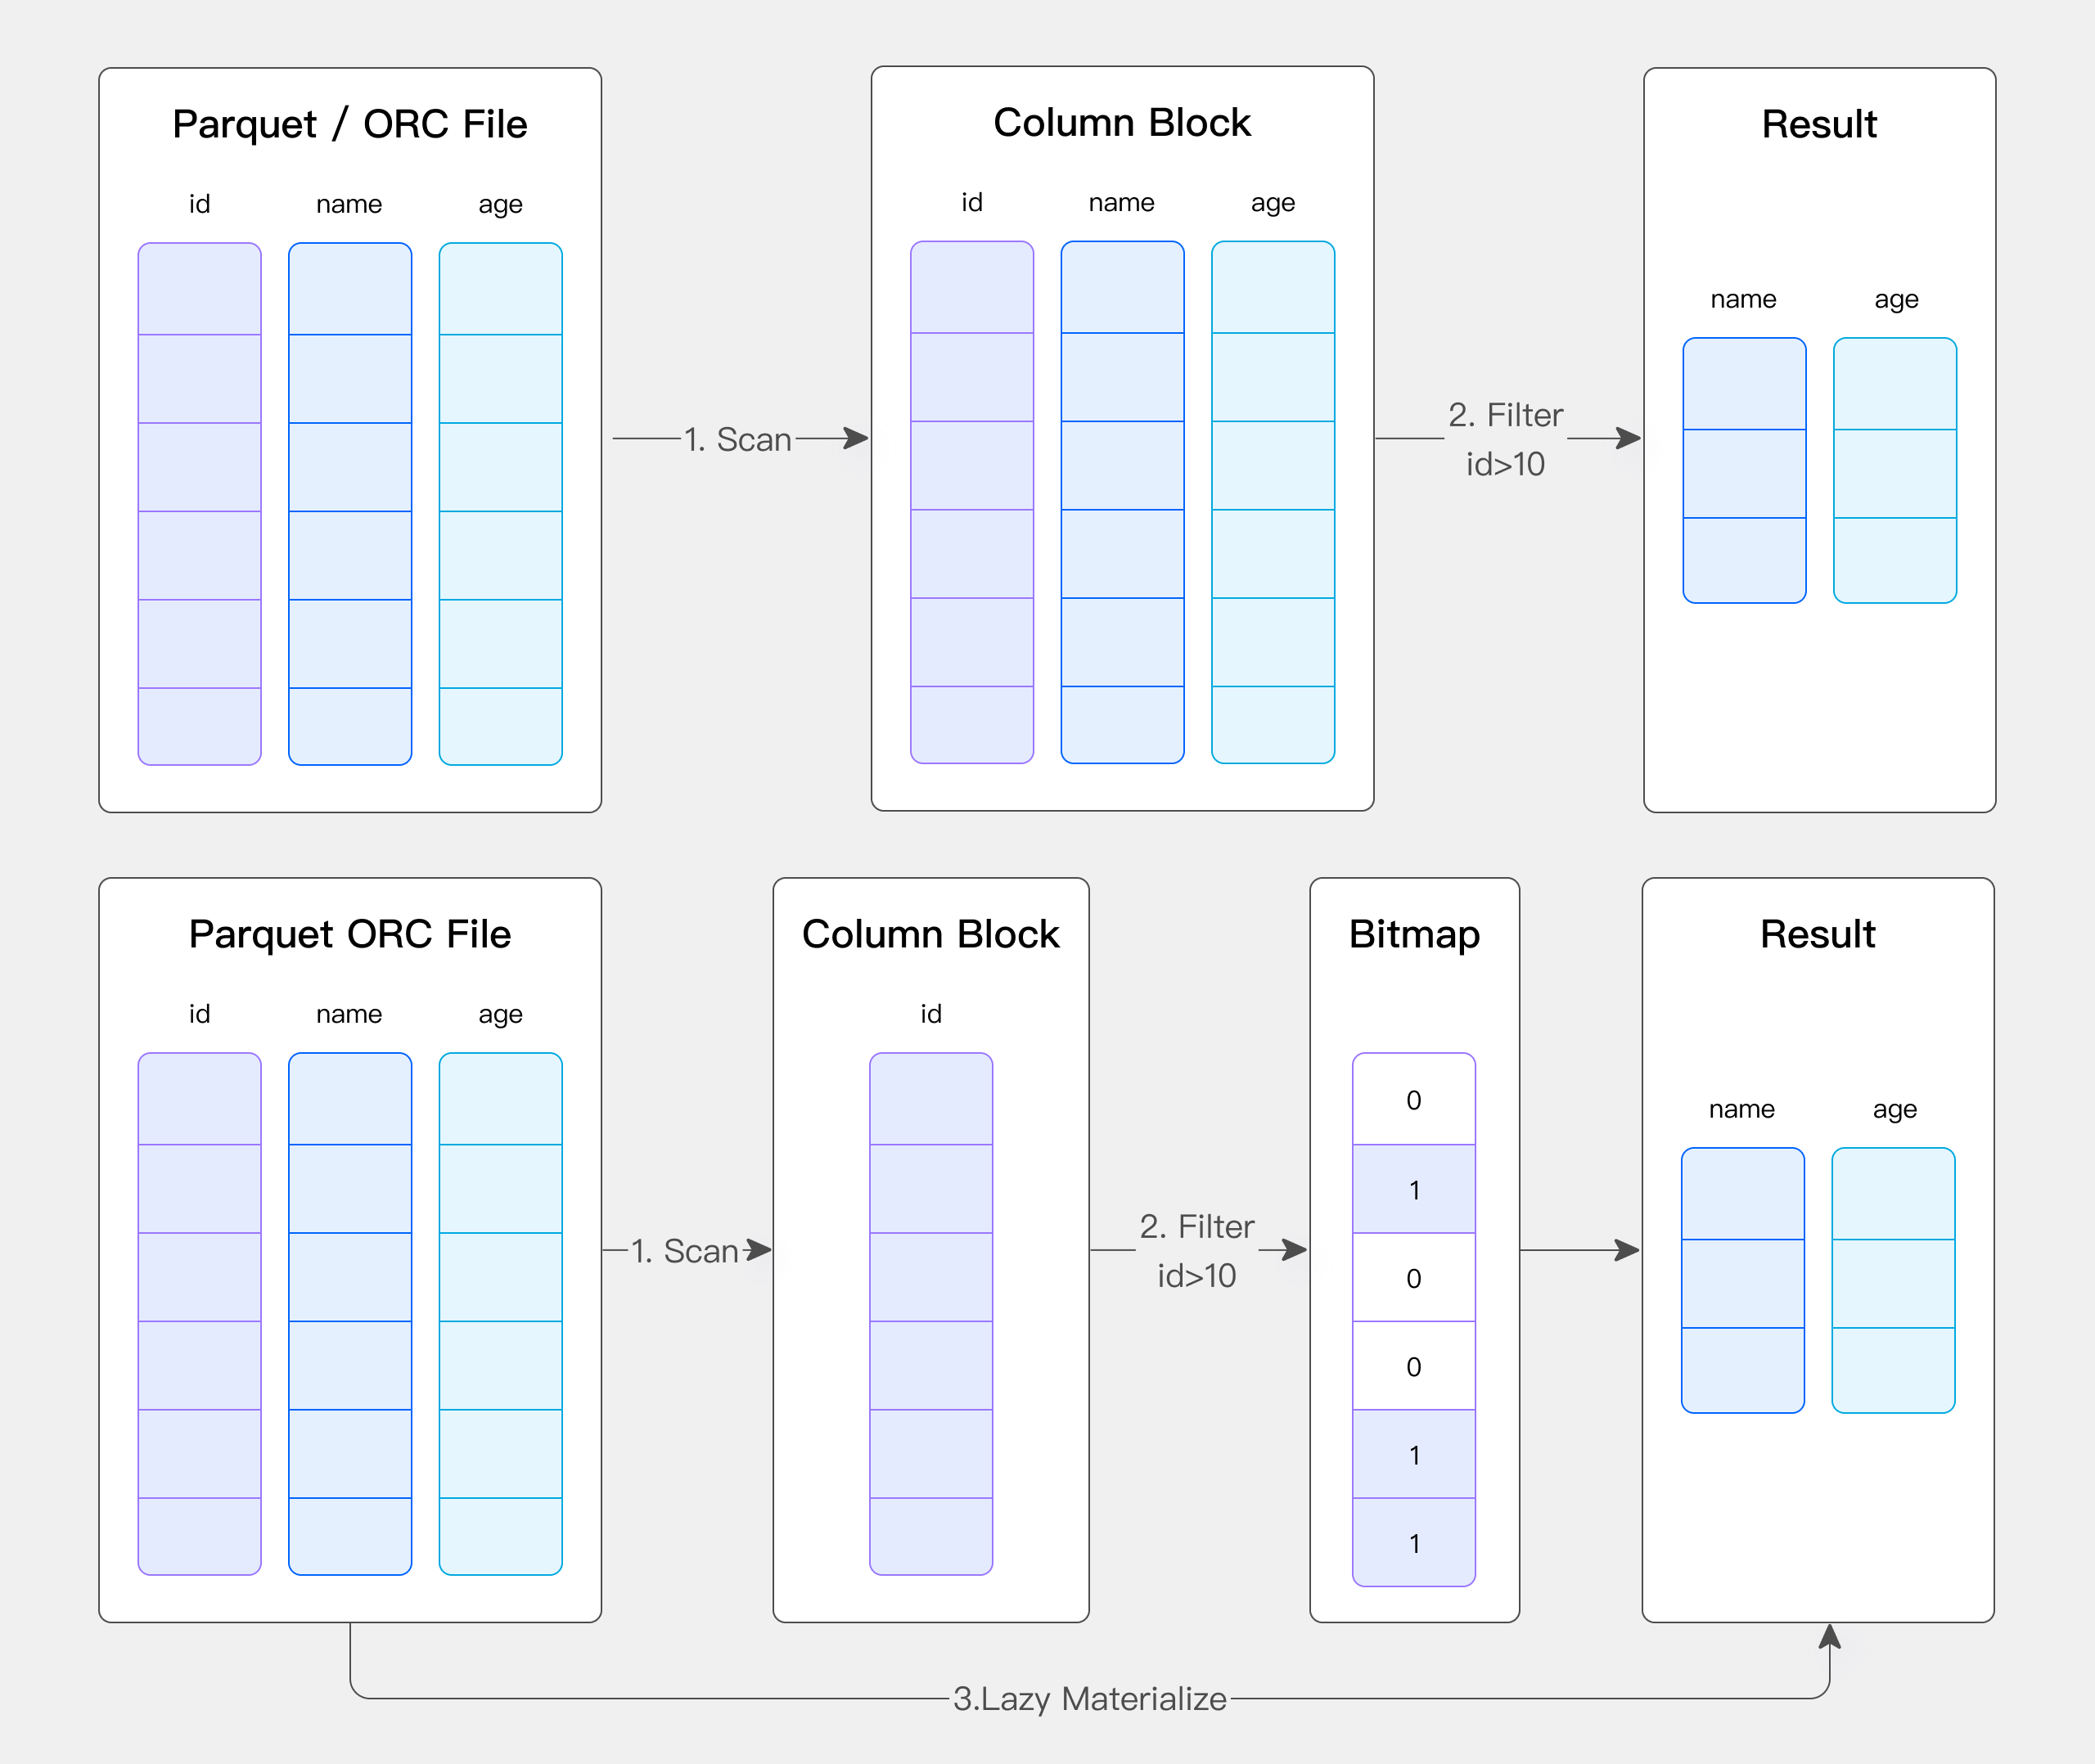 Parquet / ORC File
id name age
1. Scan
Column Block
id name age
2. Filter
id>10
Result
name age
Parquet ORC File
id name age
1. Scan
Column Block
id
2. Filter
id>10
Bitmap
0
1
0
0
1
1
Result
name age
3.Lazy Materialize